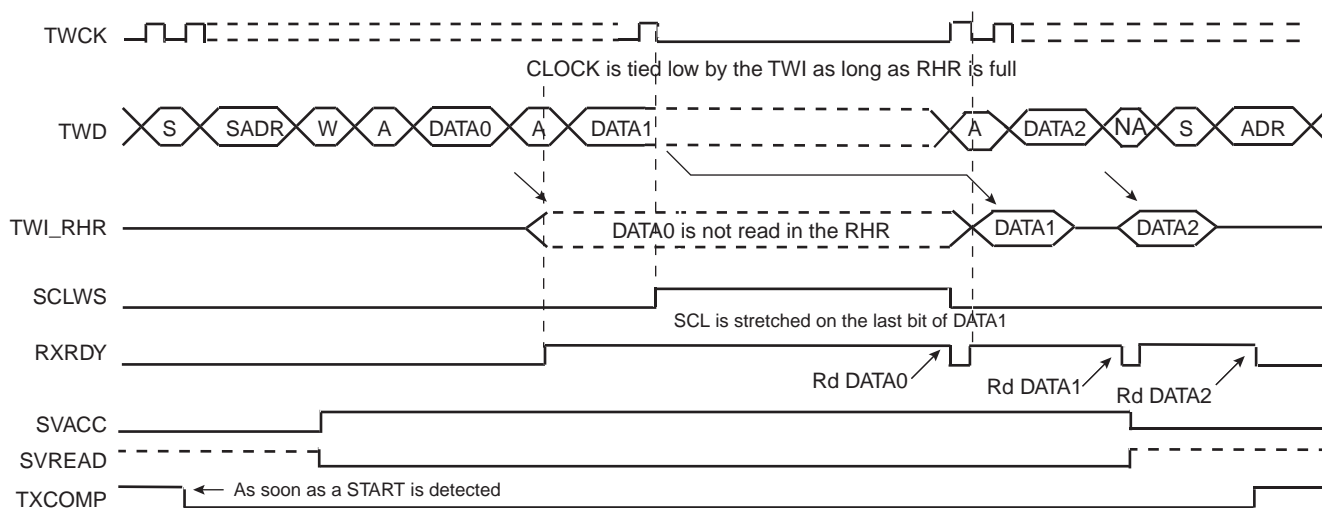 TWCK
CLOCK is tied low by the TWI as long as RHR is full
TWD S SADR W A DATA0 A DATA1 A DATA2 NA S ADR
TWI_RHR DATA0 is not read in the RHR DATA1 DATA2
SCLWS
SCL is stretched on the last bit of DATA1
RXRDY
Rd DATA0 Rd DATA1 Rd DATA2
SVACC
SVREAD
TXCOMP As soon as a START is detected